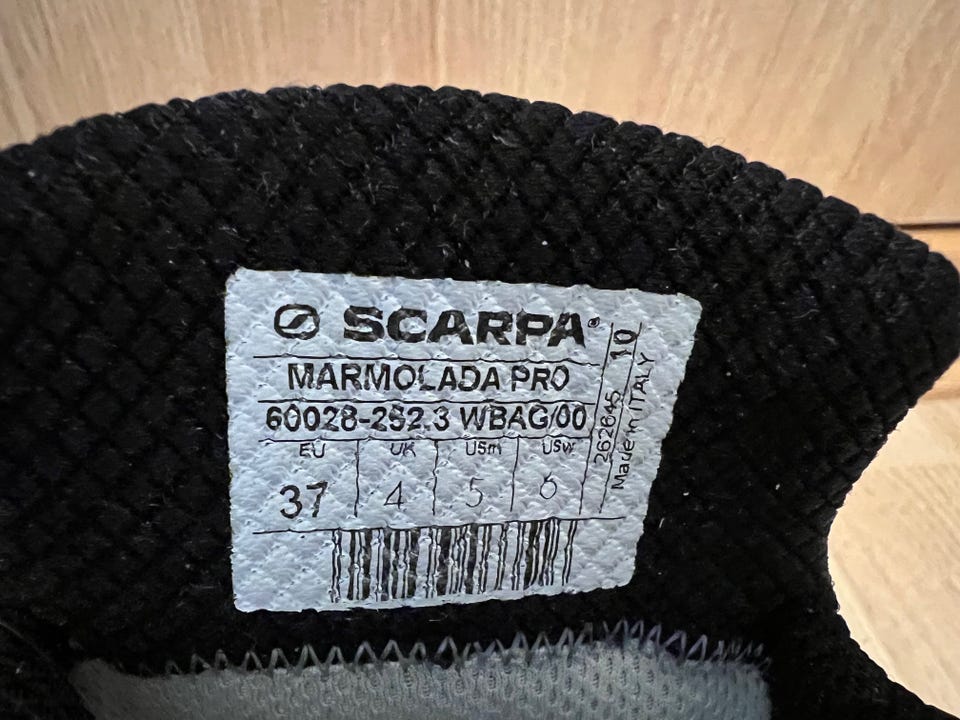 SCARPA®
MARMOLADA PRO
60028-252.3 WBAG/00
EU UK USm USw
37 4 5 6
262845 10
Made in ITALY